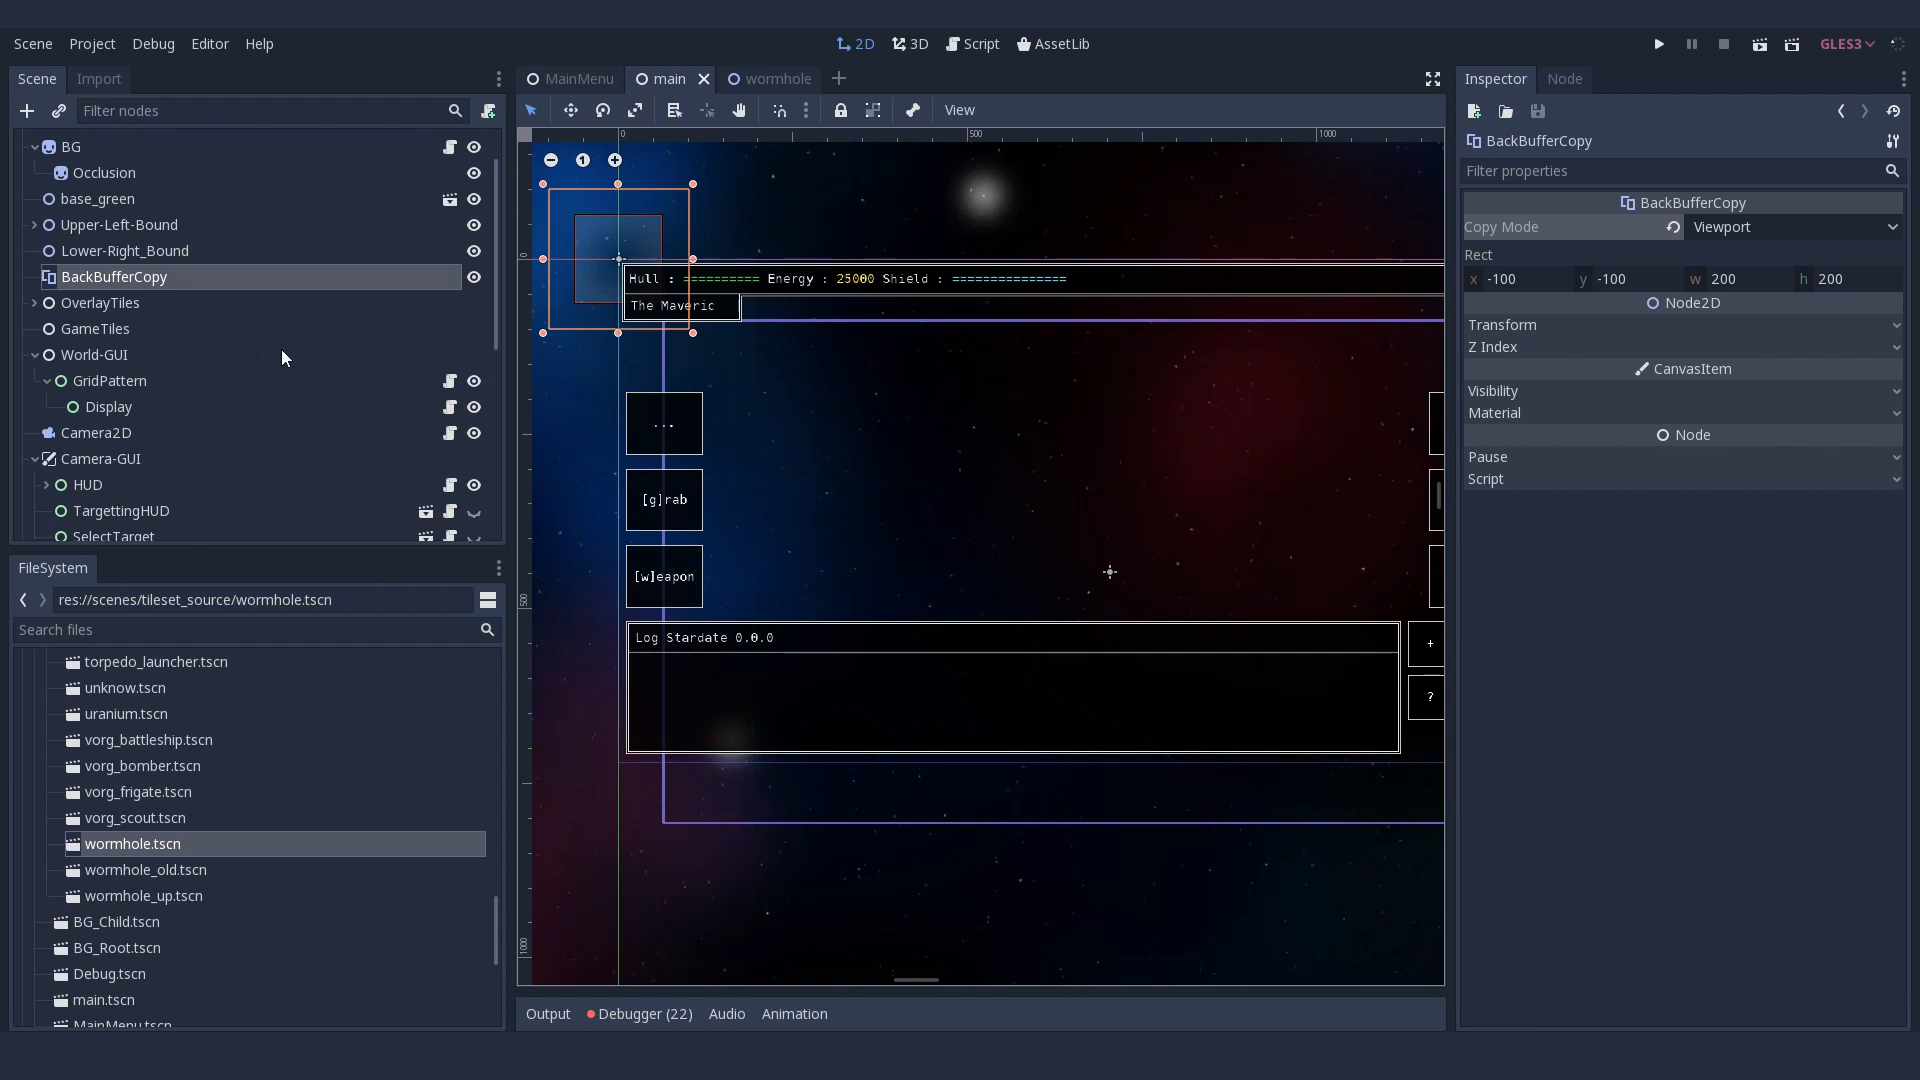 Scene Project Debug Editor Help 2D 3D Script AssetLib GLES3
Scene Import
Filter nodes
BG
Occlusion
base_green
Upper-Left-Bound
Lower-Right_Bound
BackBufferCopy
OverlayTiles
GameTiles
World-GUI
GridPattern
Display
Camera2D
Camera-GUI
HUD
TargettingHUD
SelectTarget
FileSystem
res://scenes/tileset_source/wormhole.tscn
Search files
torpedo_launcher.tscn
unknow.tscn
uranium.tscn
vorg_battleship.tscn
vorg_bomber.tscn
vorg_frigate.tscn
vorg_scout.tscn
wormhole.tscn
wormhole_old.tscn
wormhole_up.tscn
BG_Child.tscn
BG_Root.tscn
Debug.tscn
main.tscn
MainMenu.tscn
MainMenu main wormhole
View
0 500 1000
1
0
500
1000
Hull : ========== Energy : 25000 Shield : ===============
The Maveric
...
[g]rab
[w]eapon
Log Stardate 0.0.0
+
?
Output Debugger (22) Audio Animation
Inspector Node
BackBufferCopy
Filter properties
BackBufferCopy
Copy Mode Viewport
Rect
x -100 y -100 w 200 h 200
Node2D
Transform
Z Index
CanvasItem
Visibility
Material
Node
Pause
Script